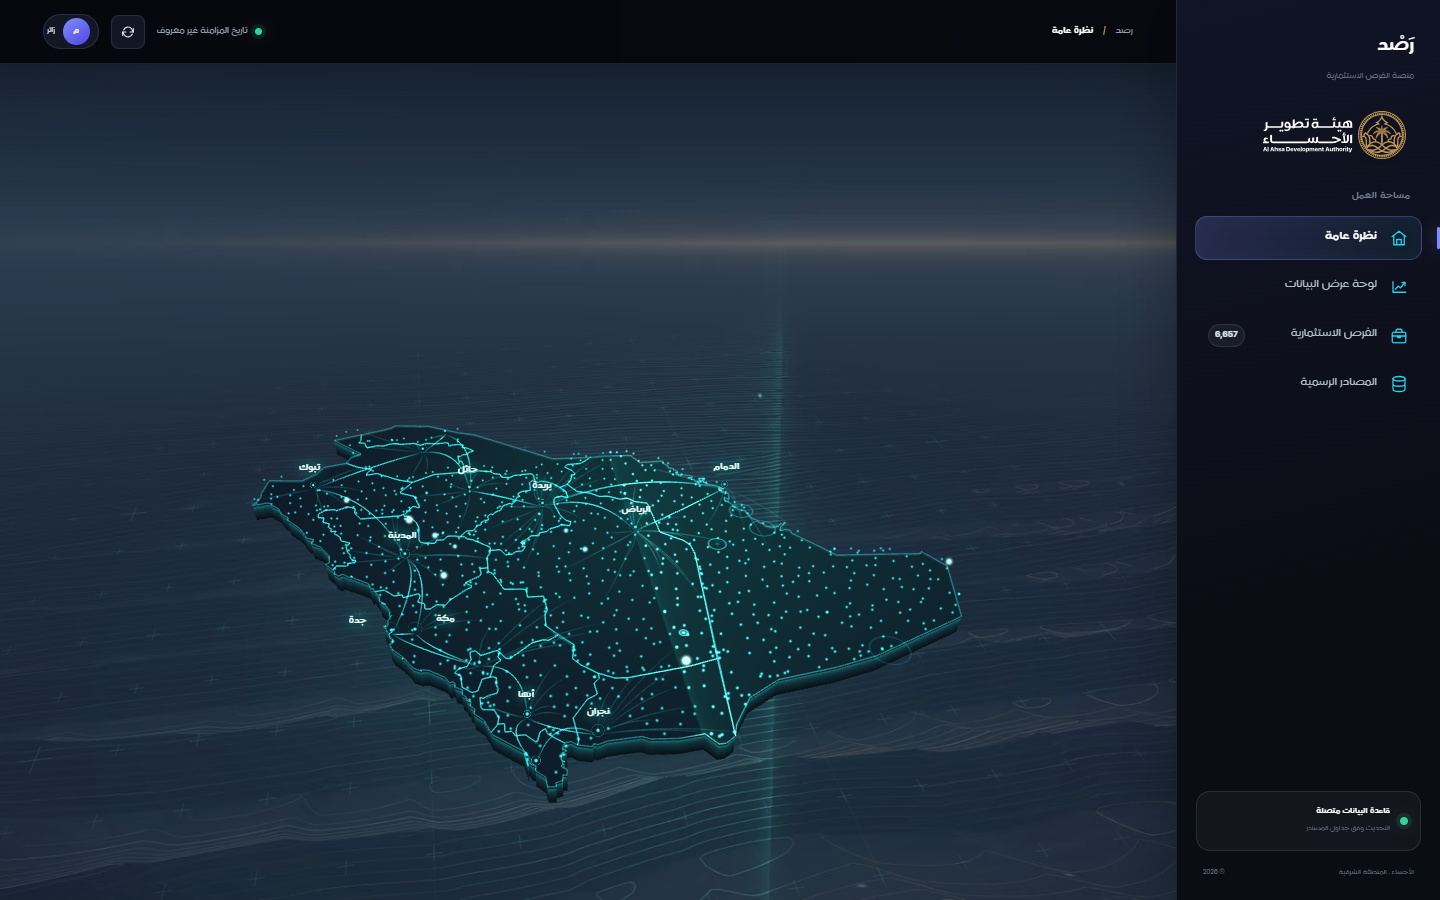 رَصْد
منصة الفرص الاستثمارية
هيئة تطوير
الأحساء
Al Ahsa Development Authority
مساحة العمل
نظرة عامة
لوحة عرض البيانات
الفرص الاستثمارية
6,657
المصادر الرسمية
قاعدة البيانات متصلة
التحديث وفق جداول المصادر
الأحساء . المنطقة الشرقية
© 2026
رصد / نظرة عامة
تاريخ المزامنة غير معروف
م
زائر
تبوك
حائل
بريدة
الدمام
الرياض
المدينة
جدة
مكة
أبها
نجران